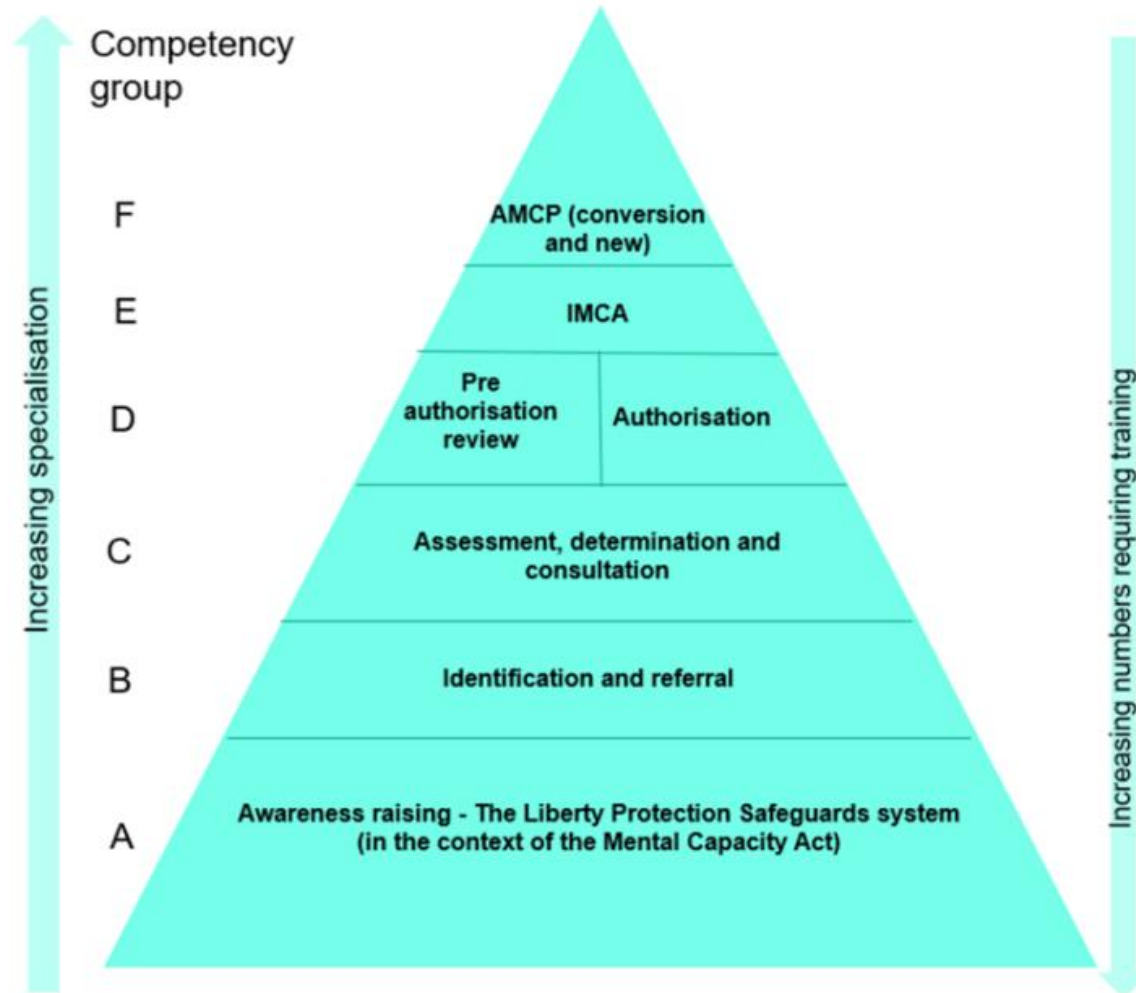 Competency
group
F
AMCP (conversion
and new)
E
IMCA
D
Pre
authorisation
review
Authorisation
C
Assessment, determination and
consultation
B
Identification and referral
A
Awareness raising - The Liberty Protection Safeguards system
(in the context of the Mental Capacity Act)
Increasing specialisation
Increasing numbers requiring training